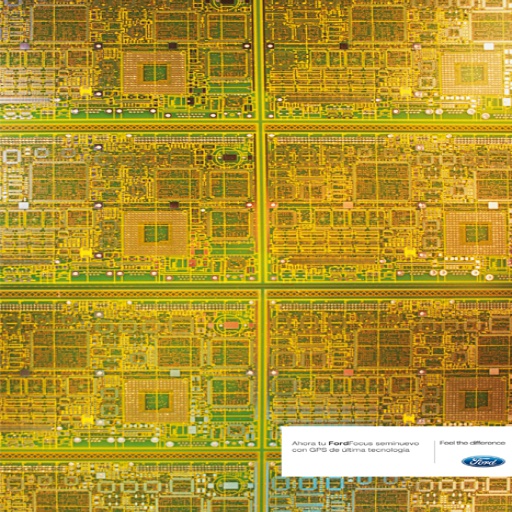 Ahora tu FordFocus seminuevo
con GPS de última tecnología
Feel the difference
Ford